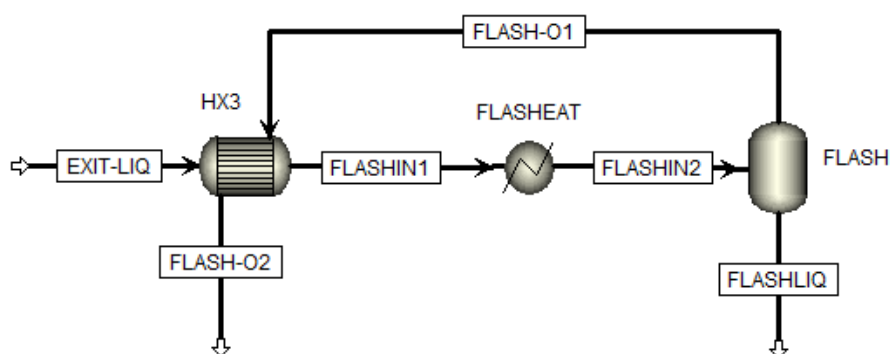 FLASH-O1
HX3
FLASHEAT
EXIT-LIQ
FLASHIN1
FLASHIN2
FLASH
FLASH-O2
FLASHLIQ